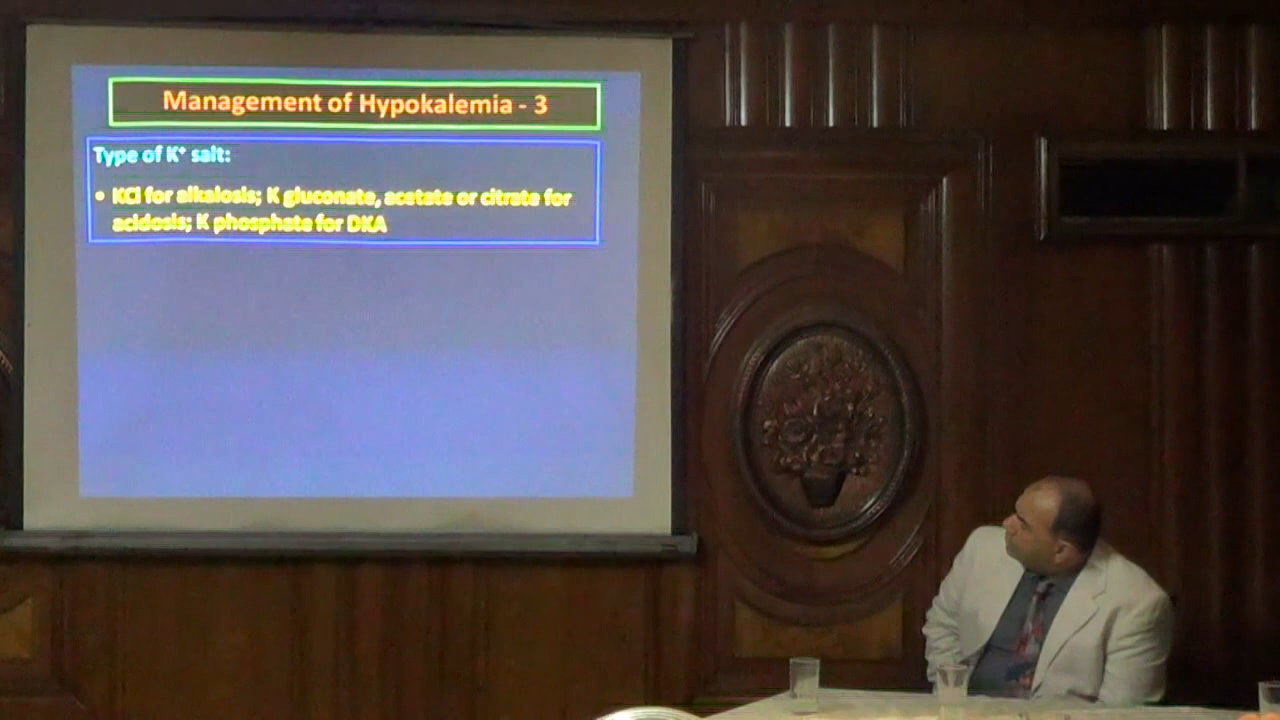 Management of Hypokalemia - 3
Type of K⁺ salt:
• KCl for alkalosis; K gluconate, acetate or citrate for
acidosis; K phosphate for DKA